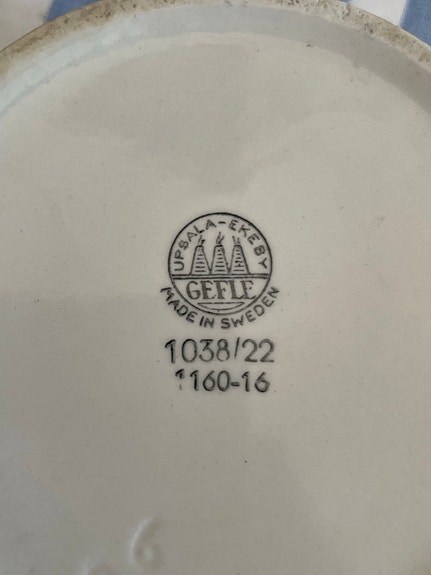 UPSALA-EKEBY
GEFLE
MADE IN SWEDEN
1038/22
1160-16